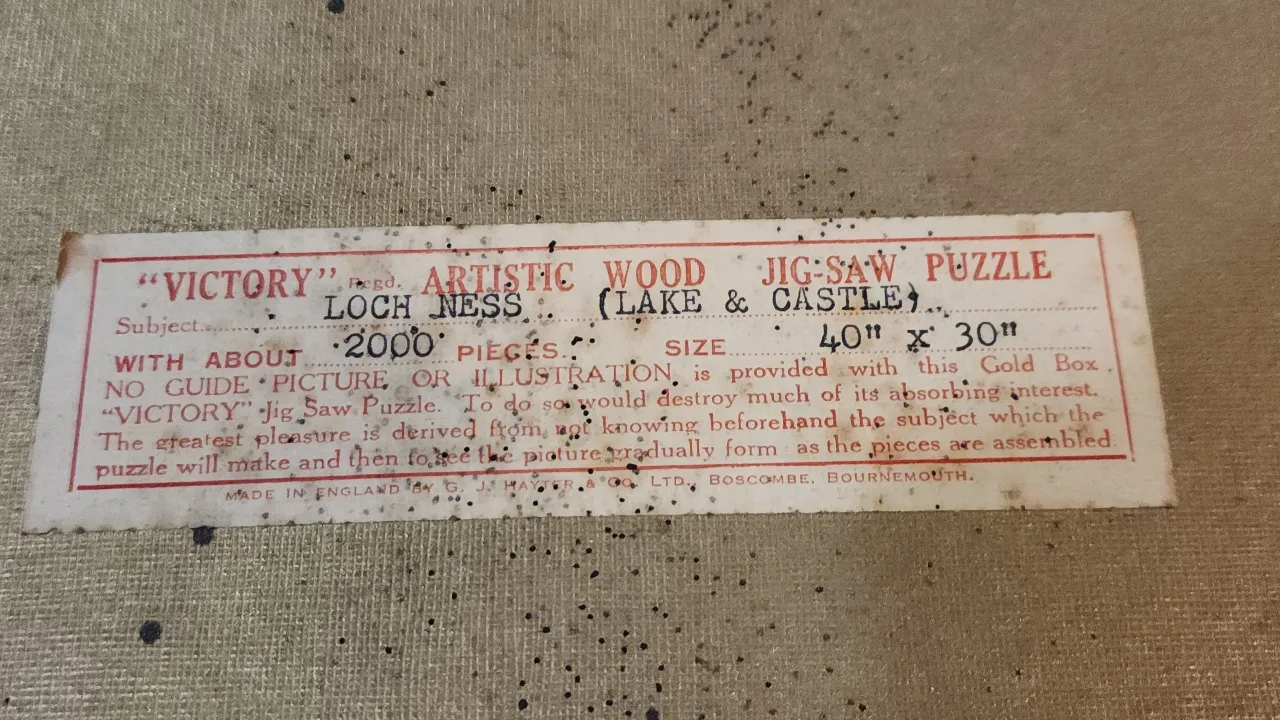 "VICTORY" Regd. ARTISTIC WOOD JIG-SAW PUZZLE
Subject LOCH NESS (LAKE & CASTLE)
WITH ABOUT 2000 PIECES. SIZE 40" x 30"
NO GUIDE PICTURE OR ILLUSTRATION is provided with this Gold Box
"VICTORY" Jig Saw Puzzle. To do so would destroy much of its absorbing interest.
The greatest pleasure is derived from not knowing beforehand the subject which the
puzzle will make and then to see the picture gradually form as the pieces are assembled.
MADE IN ENGLAND BY G. J. HAYTER & CO. LTD., BOSCOMBE, BOURNEMOUTH.